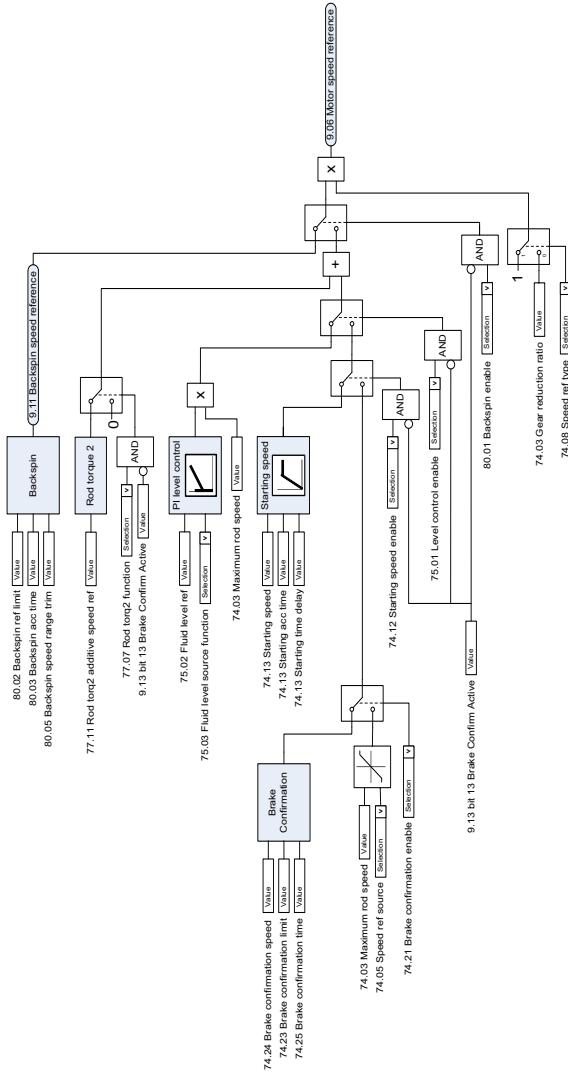 80.02 Backspin ref limit Value
80.03 Backspin acc time Value
80.05 Backspin speed range trim Value
Backspin
9.11 Backspin speed reference
77.11 Rod torq2 additive speed ref Value
Rod torque 2
0
77.07 Rod torq2 function Selection v
9.13 bit 13 Brake Confirm Active Value
AND
75.02 Fluid level ref Value
75.03 Fluid level source function Selection v
PI level control
74.03 Maximum rod speed Value
X
74.13 Starting speed Value
74.13 Starting acc time Value
74.13 Starting time delay Value
Starting speed
74.24 Brake confirmation speed Value
74.23 Brake confirmation limit Value
74.25 Brake confirmation time Value
Brake
Confirmation
74.03 Maximum rod speed Value
74.05 Speed ref source Selection v
74.21 Brake confirmation enable Selection v
74.12 Starting speed enable Selection v
AND
75.01 Level control enable Selection v
AND
9.13 bit 13 Brake Confirm Active Value
+
80.01 Backspin enable Selection v
AND
X
9.06 Motor speed reference
1
1
0
74.03 Gear reduction ratio Value
74.08 Speed ref type Selection v